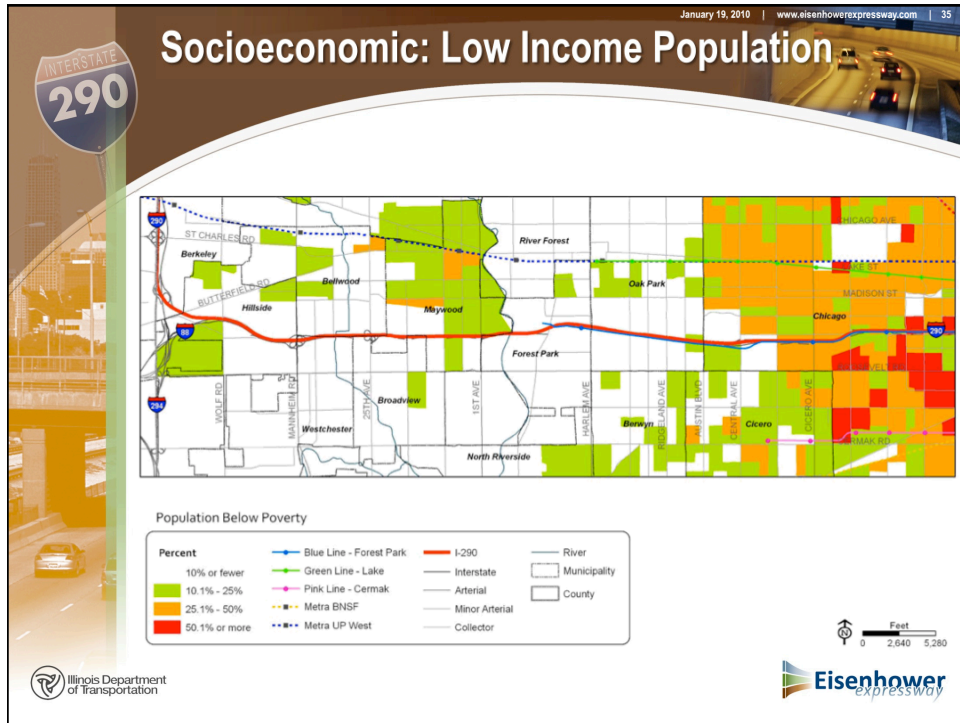 January 19, 2010 | www.eisenhowerexpressway.com | 35
Socioeconomic: Low Income Population
INTERSTATE
290
290
ST CHARLES RD
Berkeley
BUTTERFIELD RD
Hillside
Bellwood
Maywood
River Forest
Oak Park
CHICAGO AVE
MADISON ST
Chicago
290
88
Forest Park
294
WOLF RD
MANNHEIM RD
Westchester
25TH AVE
Broadview
1ST AVE
North Riverside
HARLEM AVE
Berwyn
RIDGELAND AVE
AUSTIN BLVD
CENTRAL AVE
Cicero
CICERO AVE
RMAK RD
Population Below Poverty
Percent
10% or fewer
10.1% - 25%
25.1% - 50%
50.1% or more
Blue Line - Forest Park
Green Line - Lake
Pink Line - Cermak
Metra BNSF
Metra UP West
I-290
Interstate
Arterial
Minor Arterial
Collector
River
Municipality
County
N
Feet
0 2,640 5,280
Illinois Department
of Transportation
Eisenhower
expressway